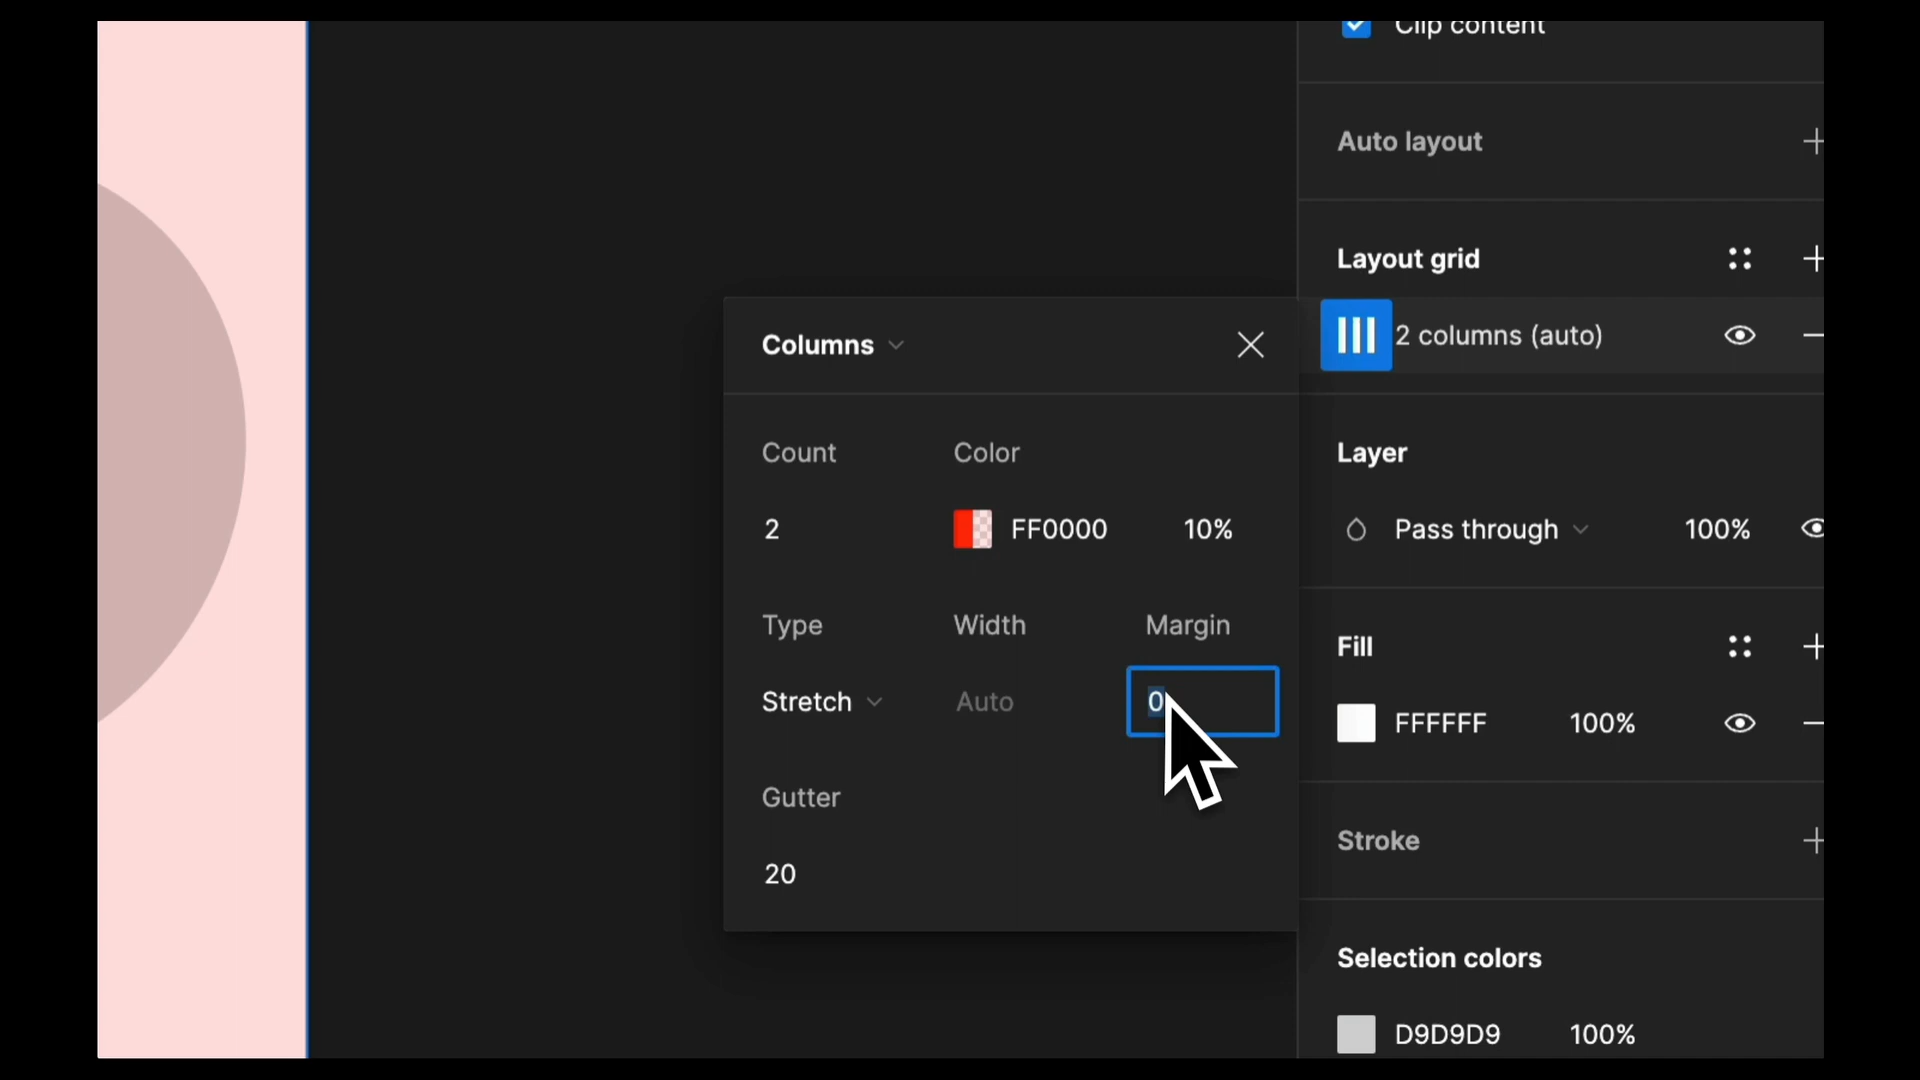 Clip content
Auto layout
Layout grid
2 columns (auto)
Columns
Count Color
2 FF0000 10%
Type Width Margin
Stretch Auto 0
Gutter
20
Layer
Pass through 100%
Fill
FFFFFF 100%
Stroke
Selection colors
D9D9D9 100%